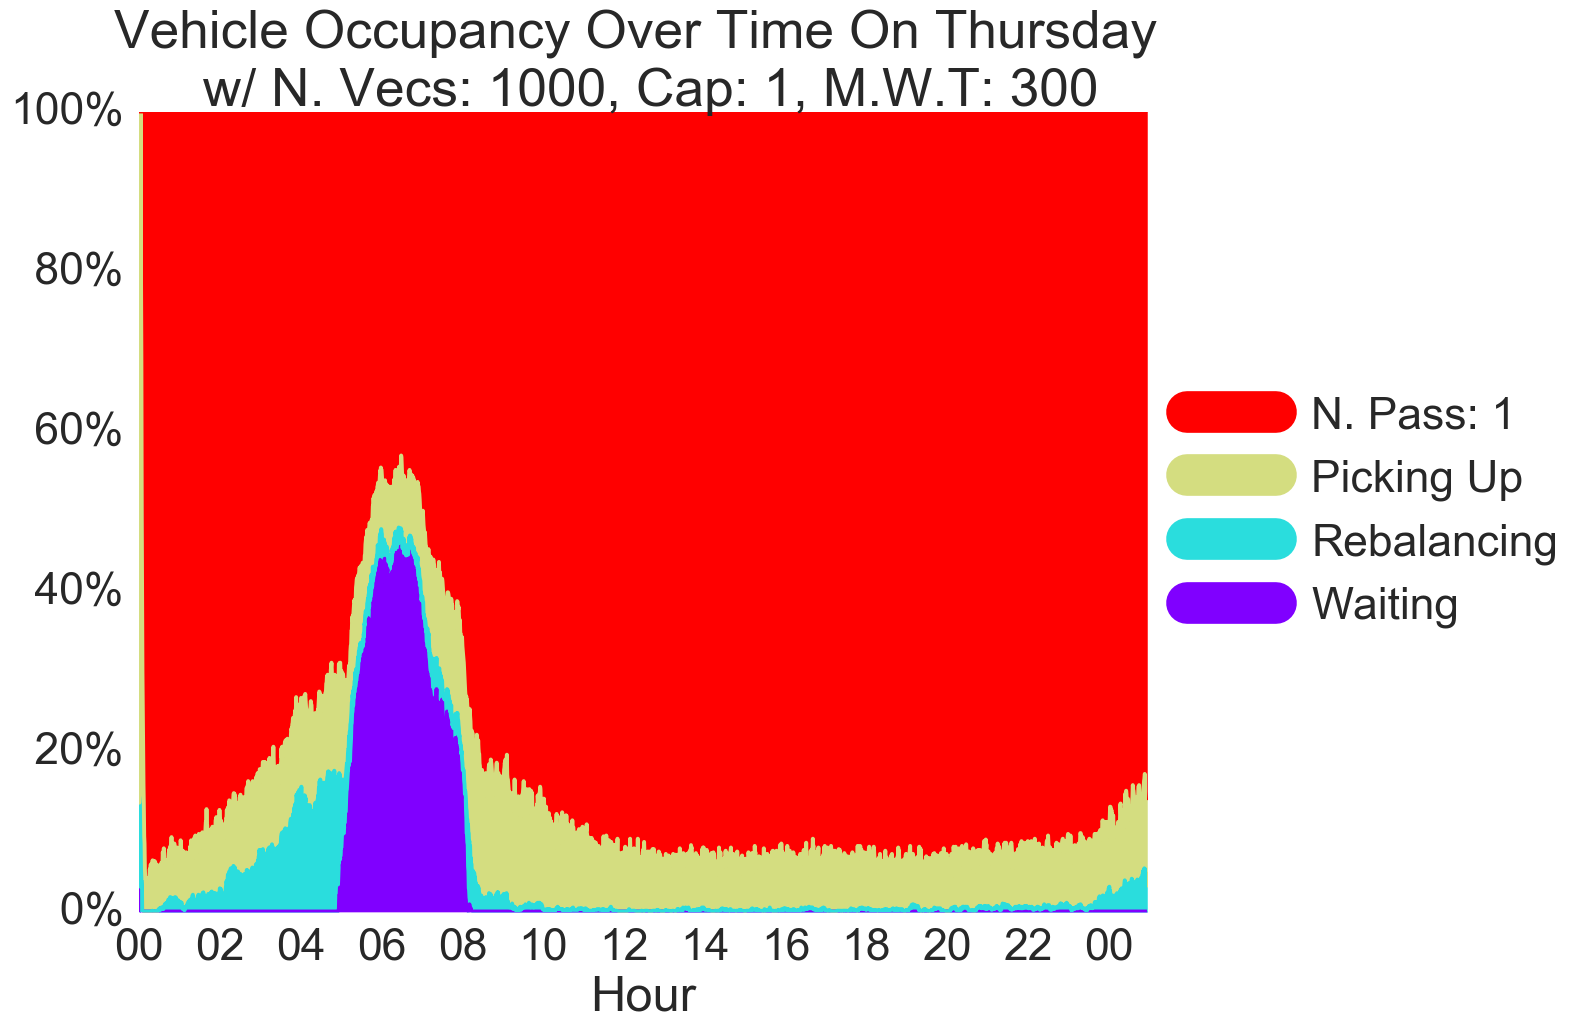 Vehicle Occupancy Over Time On Thursday
w/ N. Vecs: 1000, Cap: 1, M.W.T: 300
100%
80%
60%
40%
20%
0%
00 02 04 06 08 10 12 14 16 18 20 22 00
Hour
N. Pass: 1
Picking Up
Rebalancing
Waiting